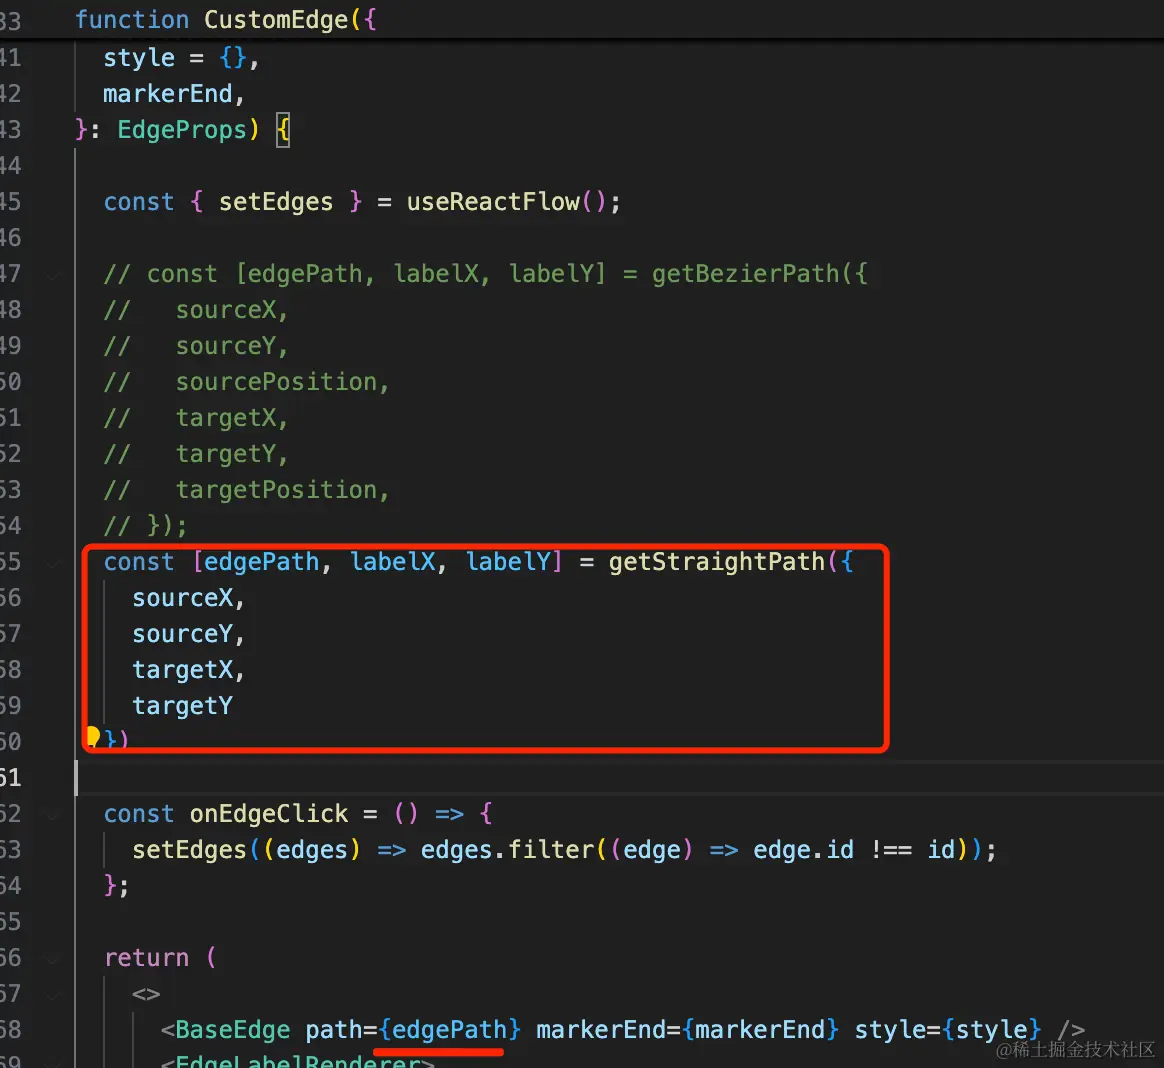 33 function CustomEdge({
41 style = {},
42 markerEnd,
43 }: EdgeProps) {
44
45 const { setEdges } = useReactFlow();
46
47 // const [edgePath, labelX, labelY] = getBezierPath({
48 // sourceX,
49 // sourceY,
50 // sourcePosition,
51 // targetX,
52 // targetY,
53 // targetPosition,
54 // });
55 const [edgePath, labelX, labelY] = getStraightPath({
56 sourceX,
57 sourceY,
58 targetX,
59 targetY
60 })
61
62 const onEdgeClick = () => {
63 setEdges((edges) => edges.filter((edge) => edge.id !== id));
64 };
65
66 return (
67 <>
68 <BaseEdge path={edgePath} markerEnd={markerEnd} style={style} />
69 <EdgeLabelRenderer>
@稀土掘金技术社区